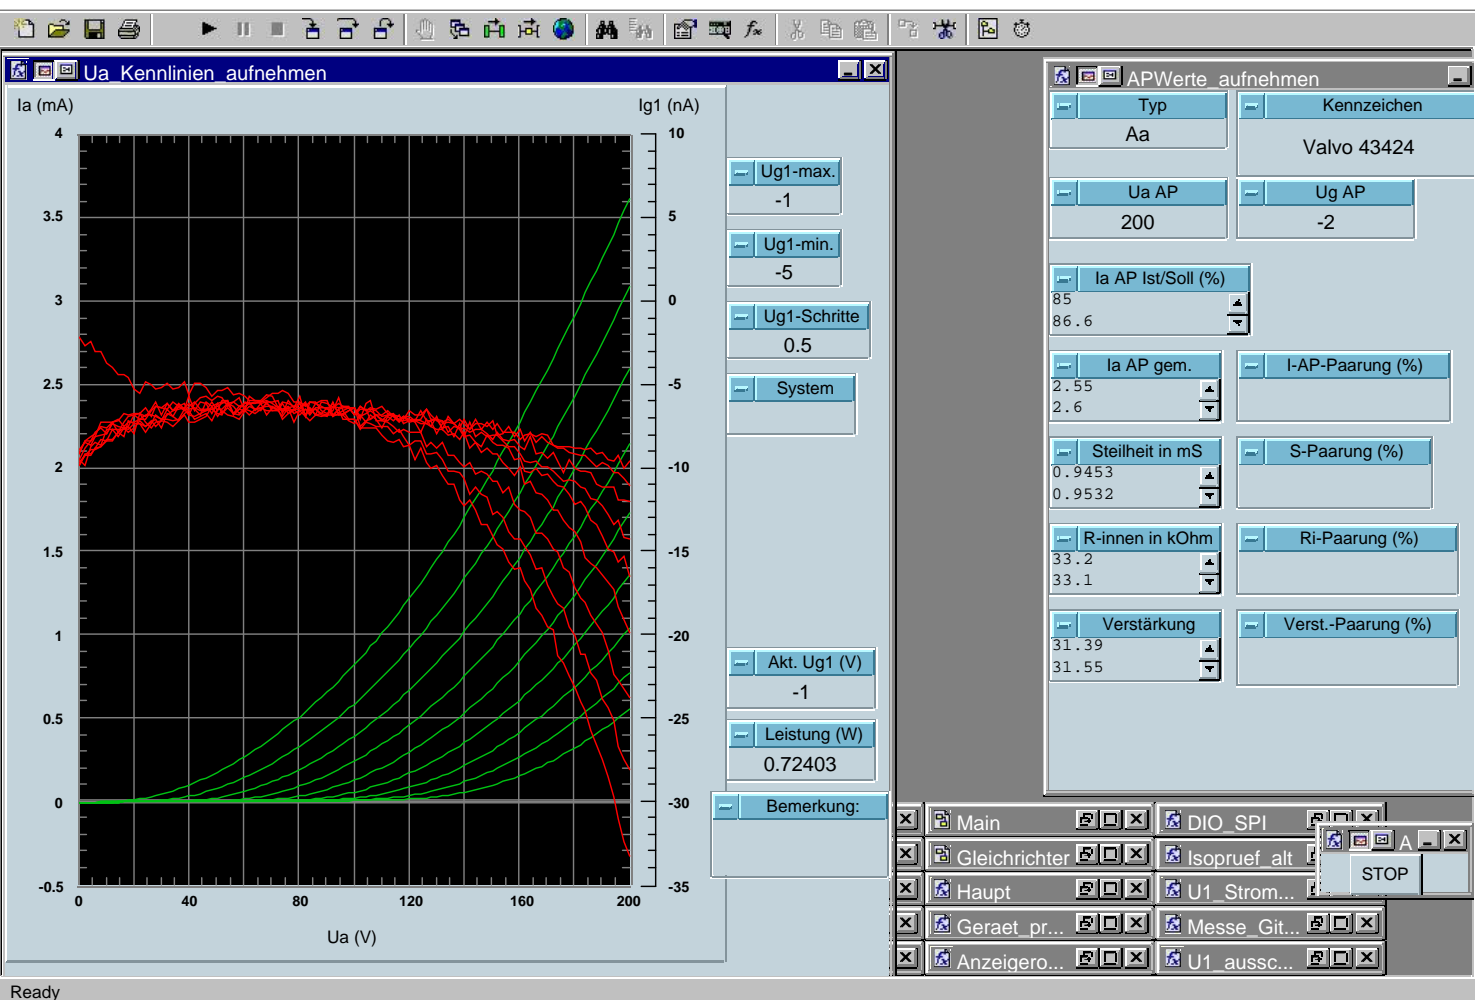 Ua_Kennlinien_aufnehmen
Ia (mA)
Ig1 (nA)
4
3.5
3
2.5
2
1.5
1
0.5
0
-0.5
10
5
0
-5
-10
-15
-20
-25
-30
-35
0 40 80 120 160 200
Ua (V)
Ug1-max.
-1
Ug1-min.
-5
Ug1-Schritte
0.5
System
Akt. Ug1 (V)
-1
Leistung (W)
0.72403
Bemerkung:
APWerte_aufnehmen
Typ
Aa
Kennzeichen
Valvo 43424
Ua AP
200
Ug AP
-2
Ia AP Ist/Soll (%)
85
86.6
Ia AP gem.
2.55
2.6
I-AP-Paarung (%)
Steilheit in mS
0.9453
0.9532
S-Paarung (%)
R-innen in kOhm
33.2
33.1
Ri-Paarung (%)
Verstärkung
31.39
31.55
Verst.-Paarung (%)
Main
DIO_SPI
Gleichrichter
Isopruef_alt
Haupt
U1_Strom...
Geraet_pr...
Messe_Git...
Anzeigero...
U1_aussc...
A
STOP
Ready